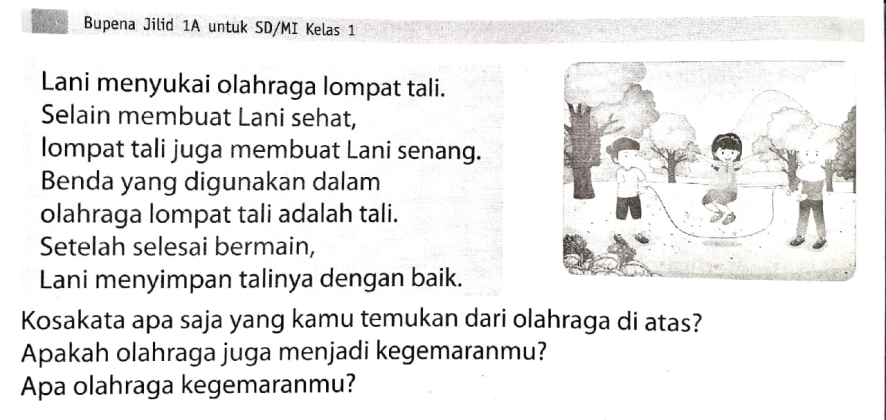 Bupena Jilid 1A untuk SD/MI Kelas 1
Lani menyukai olahraga lompat tali.
Selain membuat Lani sehat,
lompat tali juga membuat Lani senang.
Benda yang digunakan dalam
olahraga lompat tali adalah tali.
Setelah selesai bermain,
Lani menyimpan talinya dengan baik.
Kosakata apa saja yang kamu temukan dari olahraga di atas?
Apakah olahraga juga menjadi kegemaranmu?
Apa olahraga kegemaranmu?